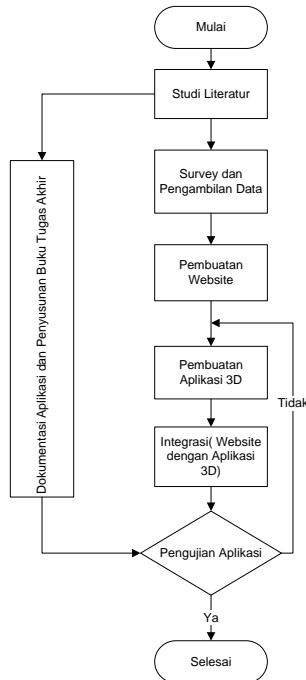 Mulai
Studi Literatur
Survey dan
Pengambilan Data
Pembuatan
Website
Pembuatan
Aplikasi 3D
Tidak
Integrasi( Website
dengan Aplikasi
3D)
Pengujian Aplikasi
Ya
Selesai
Dokumentasi Aplikasi dan Penyusunan Buku Tugas Akhir